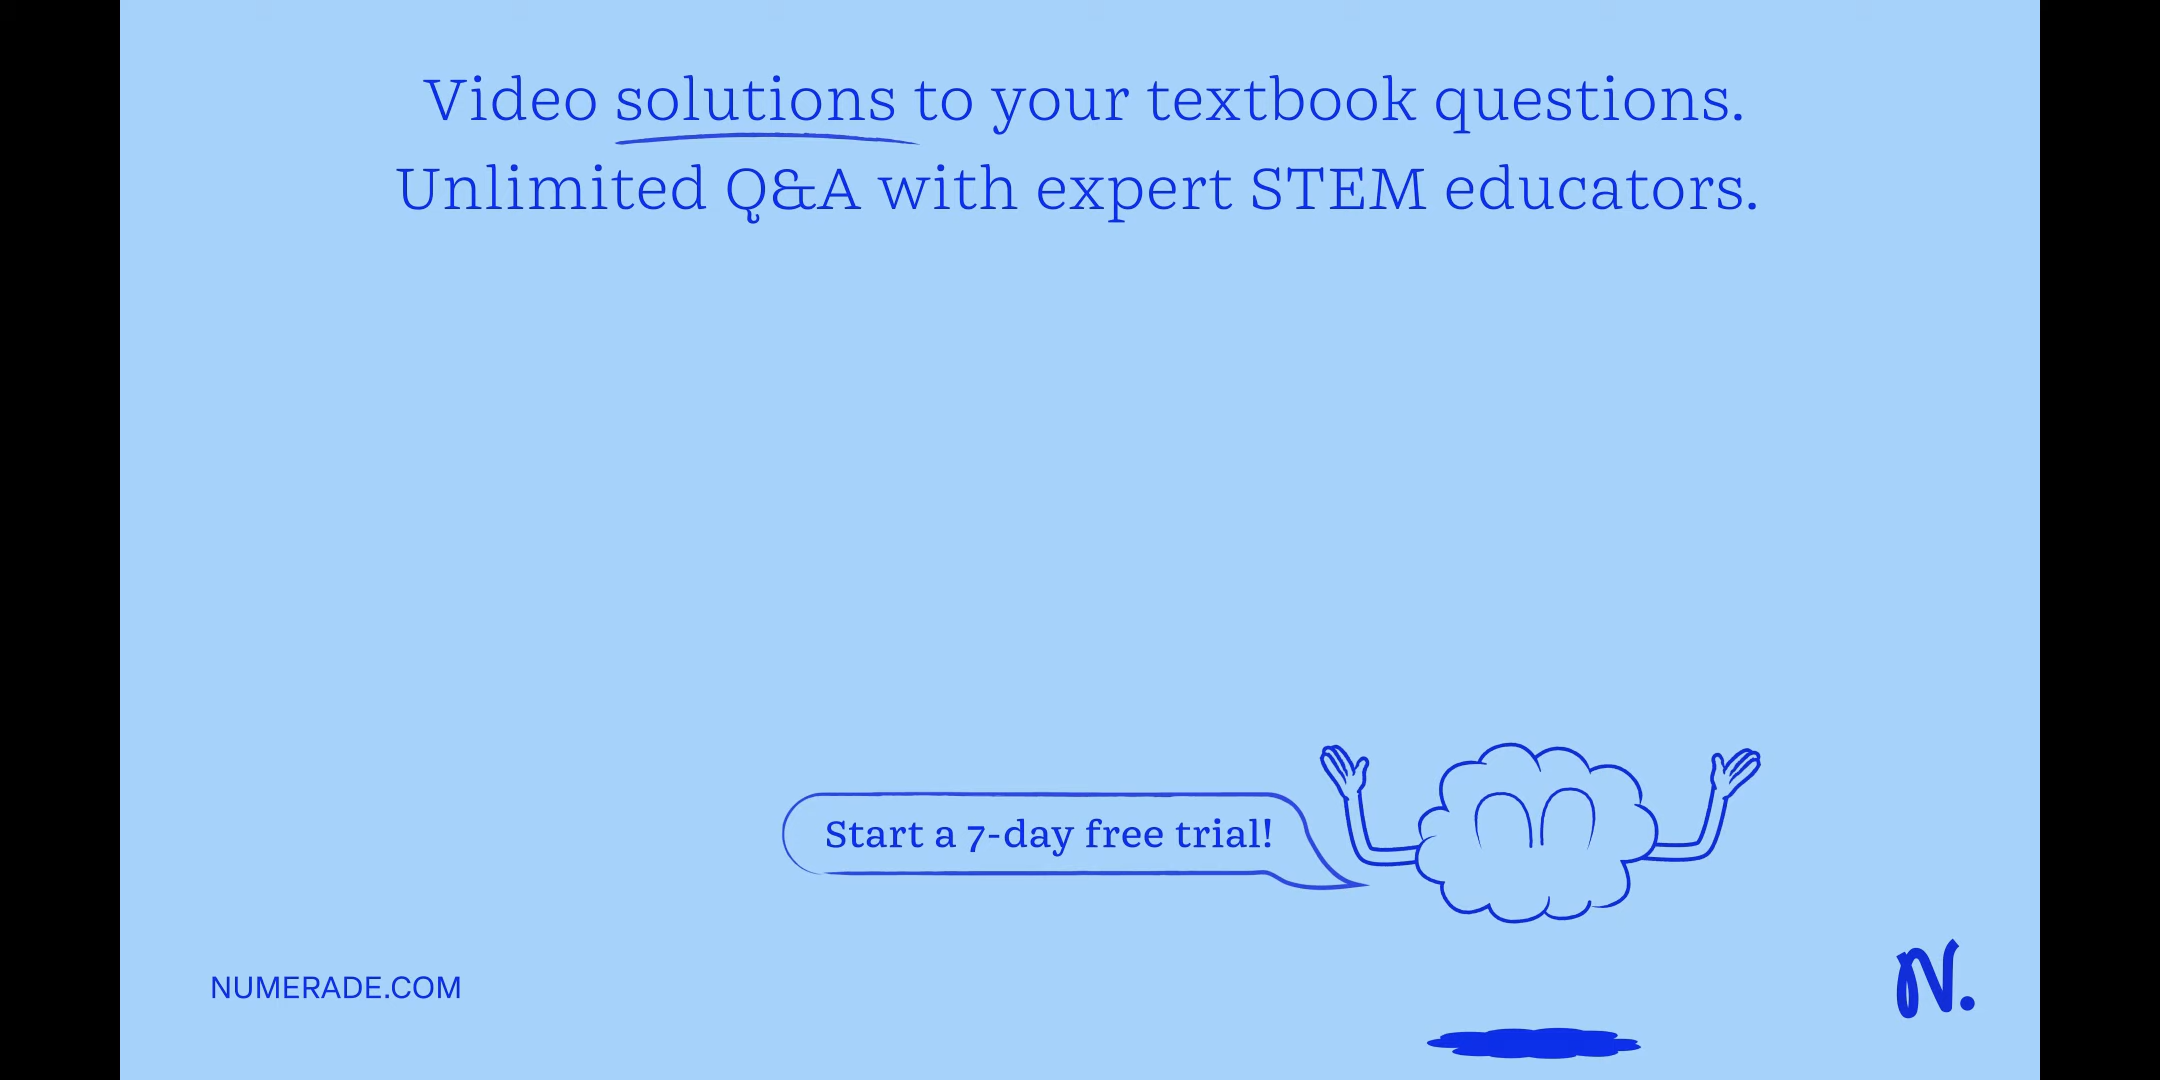 Video solutions to your textbook questions.
Unlimited Q&A with expert STEM educators.
Start a 7-day free trial!
NUMERADE.COM
N.